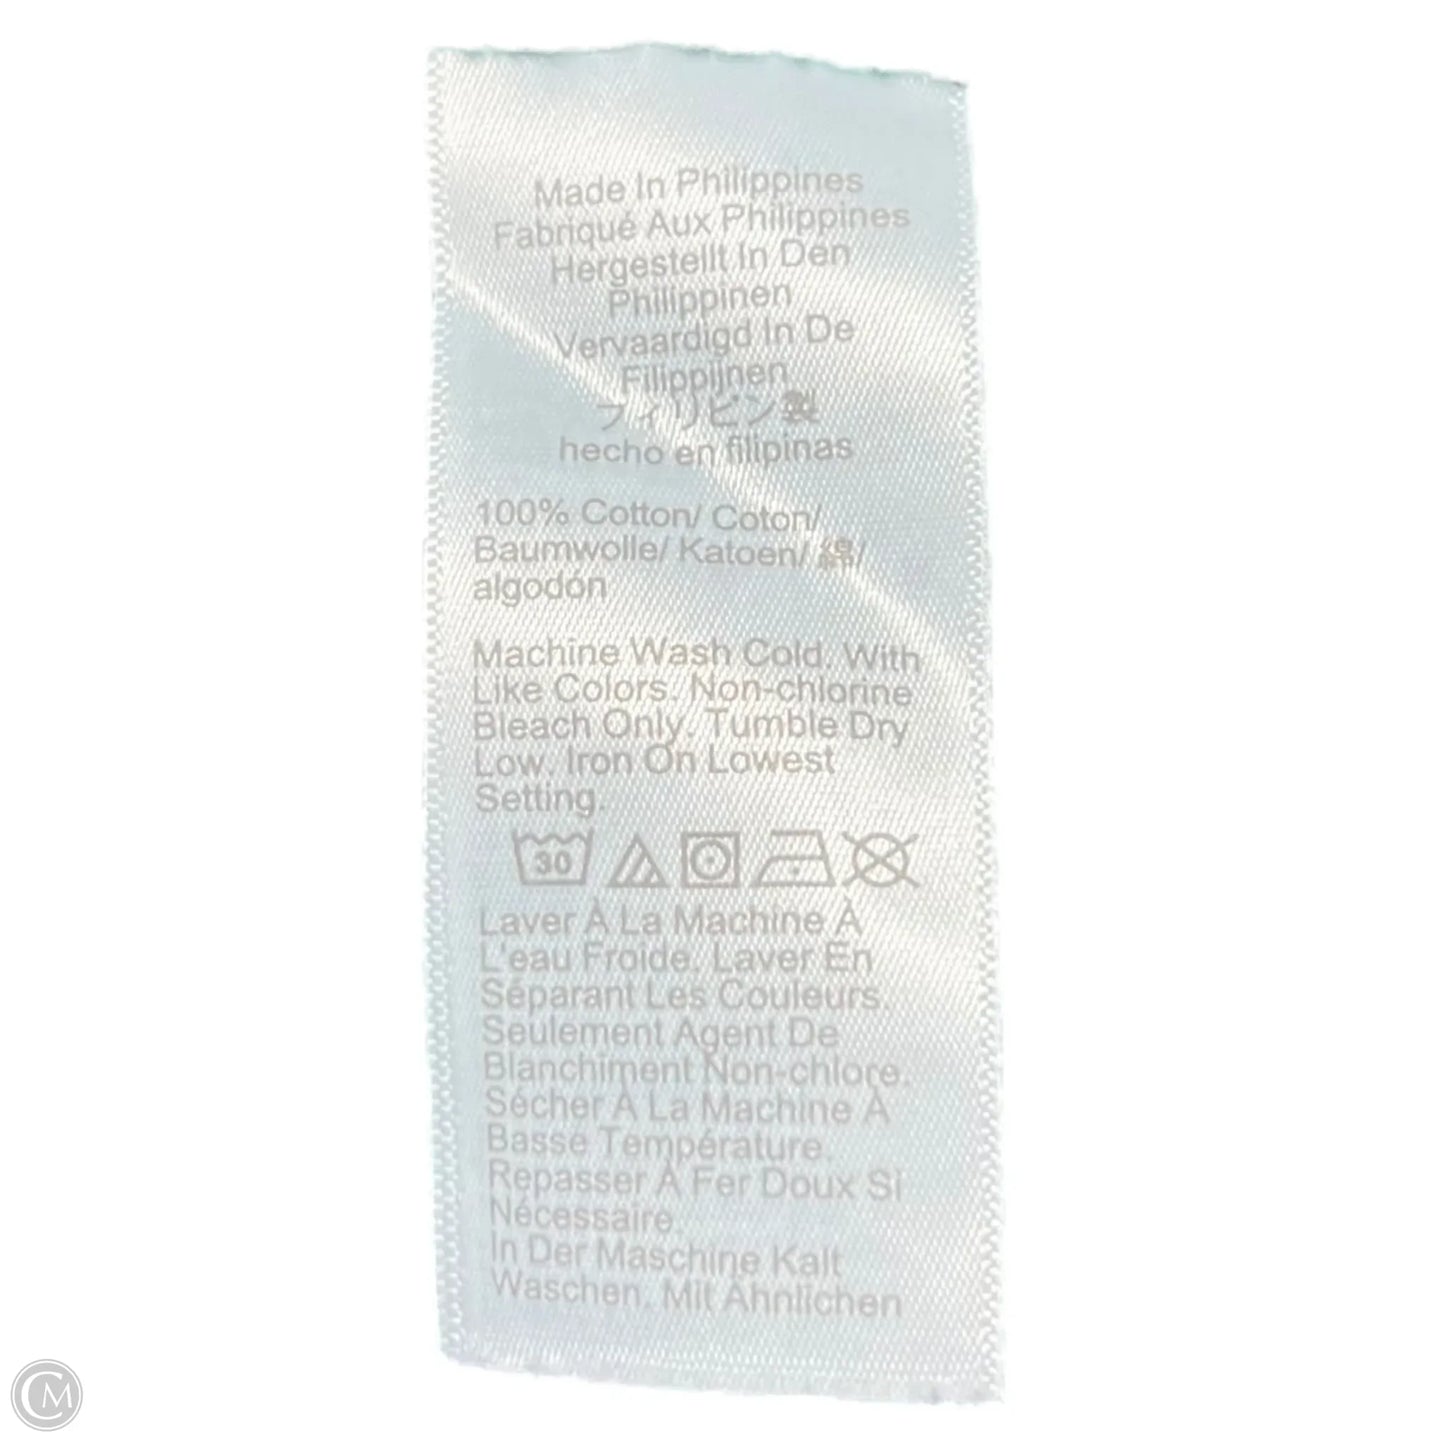 Made In Philippines
Fabriqué Aux Philippines
Hergestellt In Den
Philippinen
Vervaardigd In De
Filippijnen
フィリピン製
hecho en filipinas
100% Cotton/ Coton/
Baumwolle/ Katoen/ 綿/
algodón
Machine Wash Cold. With
Like Colors. Non-chlorine
Bleach Only. Tumble Dry
Low. Iron On Lowest
Setting.
30
Laver À La Machine À
L'eau Froide. Laver En
Séparant Les Couleurs.
Seulement Agent De
Blanchiment Non-chlore.
Sécher À La Machine À
Basse Température.
Repasser À Fer Doux Si
Nécessaire.
In Der Maschine Kalt
Waschen. Mit Ähnlichen
CM